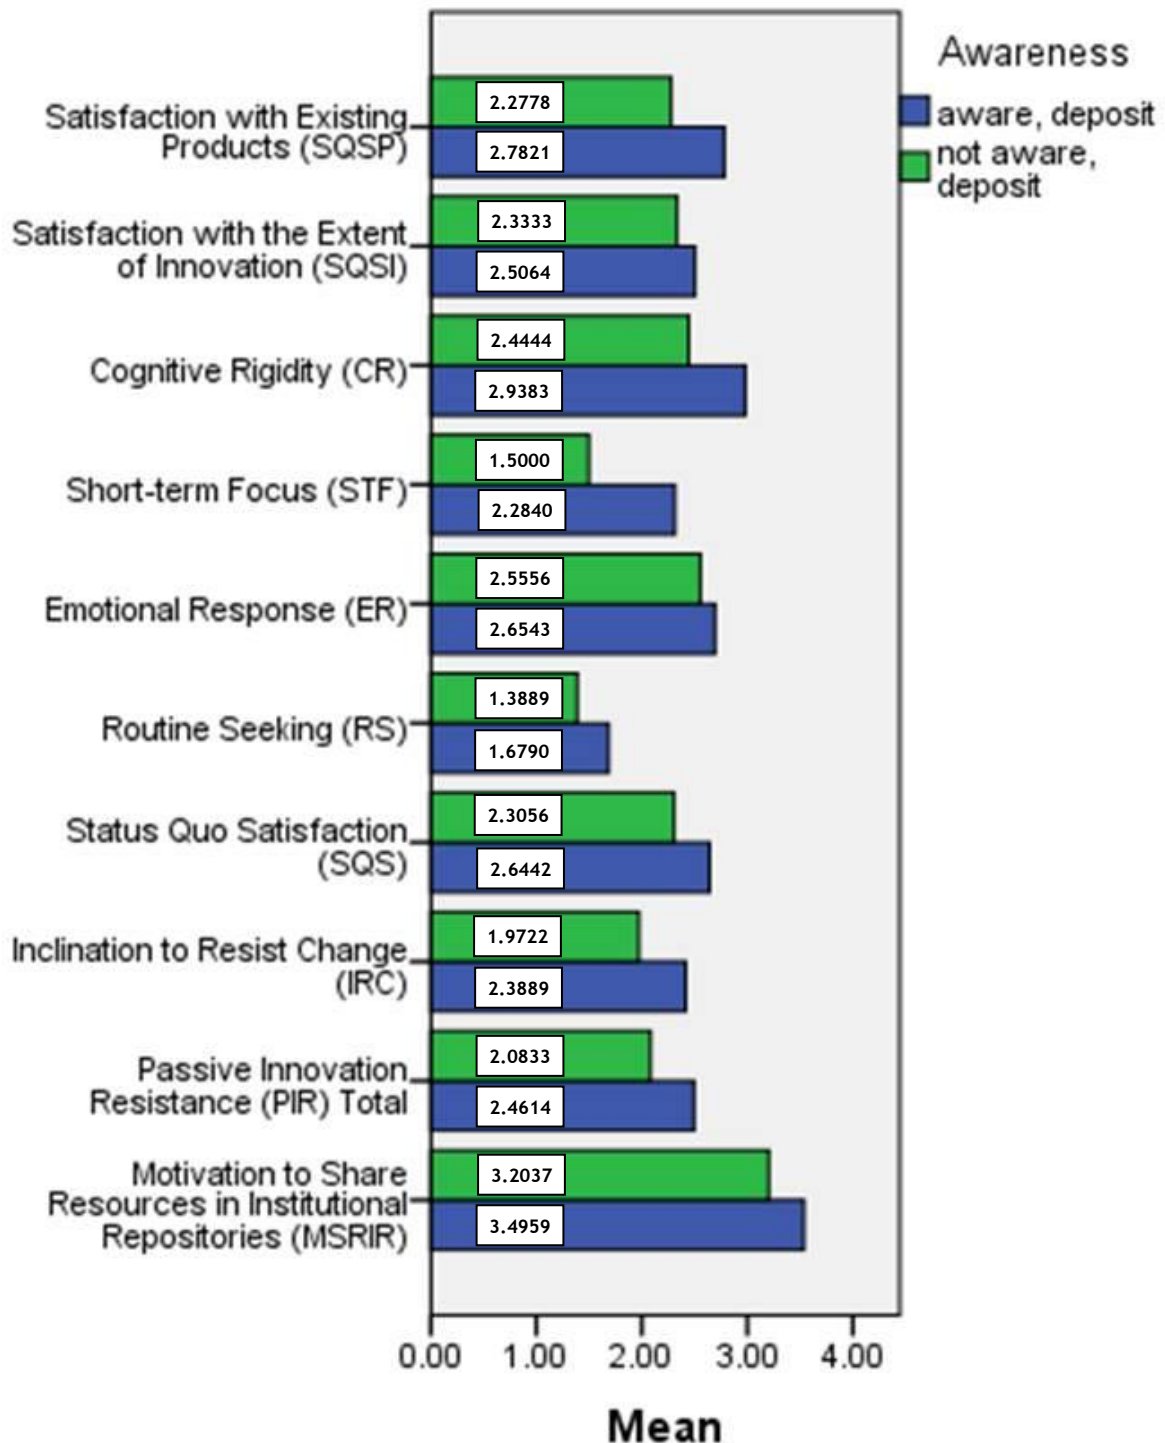 Awareness
aware, deposit
not aware,
deposit
Satisfaction with Existing
Products (SQSP)
2.2778
2.7821
Satisfaction with the Extent
of Innovation (SQSI)
2.3333
2.5064
Cognitive Rigidity (CR)
2.4444
2.9383
Short-term Focus (STF)
1.5000
2.2840
Emotional Response (ER)
2.5556
2.6543
Routine Seeking (RS)
1.3889
1.6790
Status Quo Satisfaction
(SQS)
2.3056
2.6442
Inclination to Resist Change
(IRC)
1.9722
2.3889
Passive Innovation
Resistance (PIR) Total
2.0833
2.4614
Motivation to Share
Resources in Institutional
Repositories (MSRIR)
3.2037
3.4959
0.00 1.00 2.00 3.00 4.00
Mean